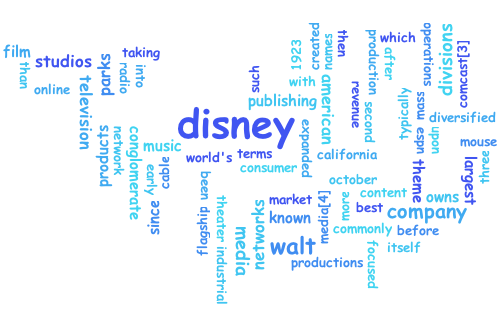 film
than
studios
parks
taking
radio
into
online
television
such
1923
created
names
then
with
publishing
american
production
which
after
operations
divisions
comcast[3]
revenue
second
typically
mass
diversified
disney
products
network
conglomerate
music
early
cable
since
world's
terms
consumer
expanded
california
upon
mouse
edges
three
largest
theme
october
content
owns
been
flagship
theater
industrial
media
networks
market
known
media[4]
more
best
company
commonly
before
walt
productions
focused
itself